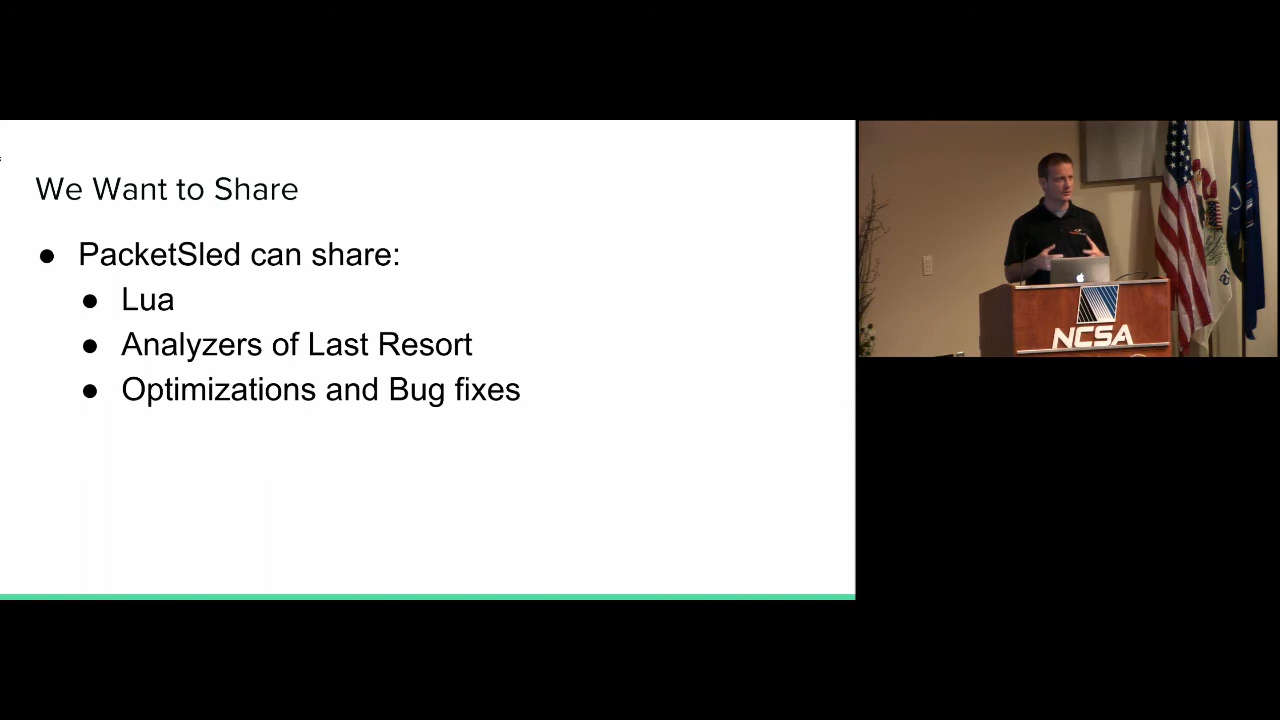 We Want to Share
● PacketSled can share:
● Lua
● Analyzers of Last Resort
● Optimizations and Bug fixes
NCSA